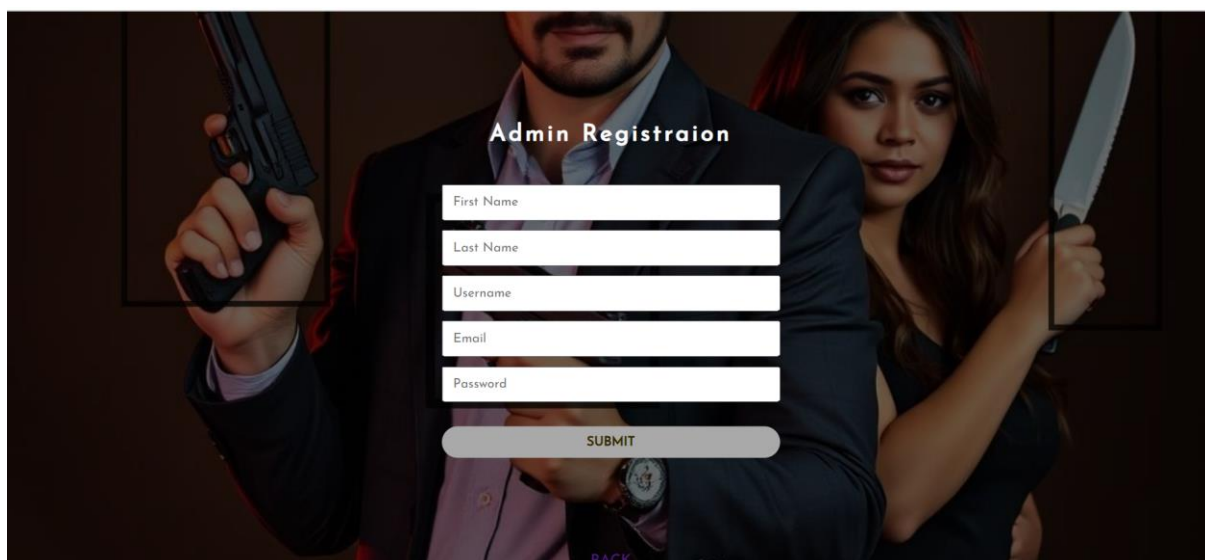 Admin Registraion
First Name
Last Name
Username
Email
Password
SUBMIT
BACK